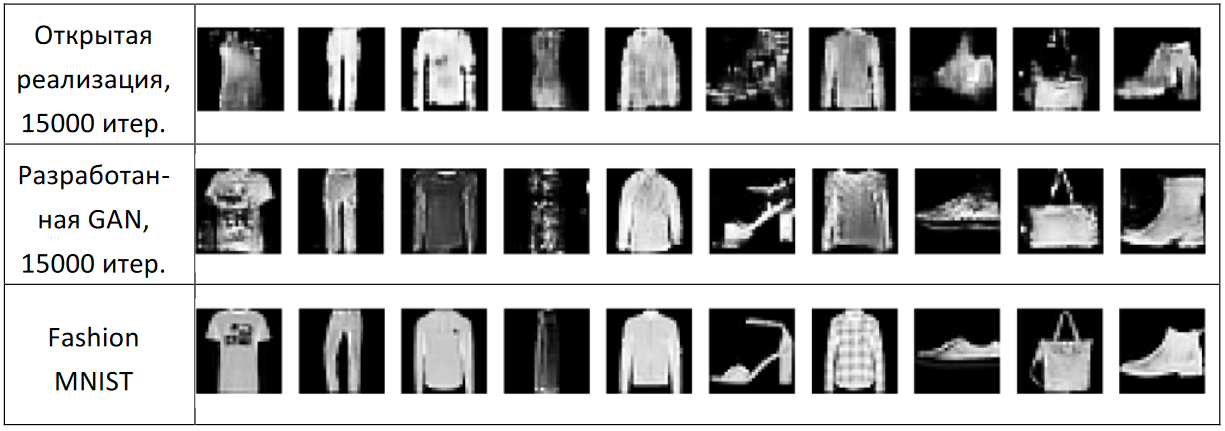 Открытая
реализация,
15000 итер.
Разработан-
ная GAN,
15000 итер.
Fashion
MNIST